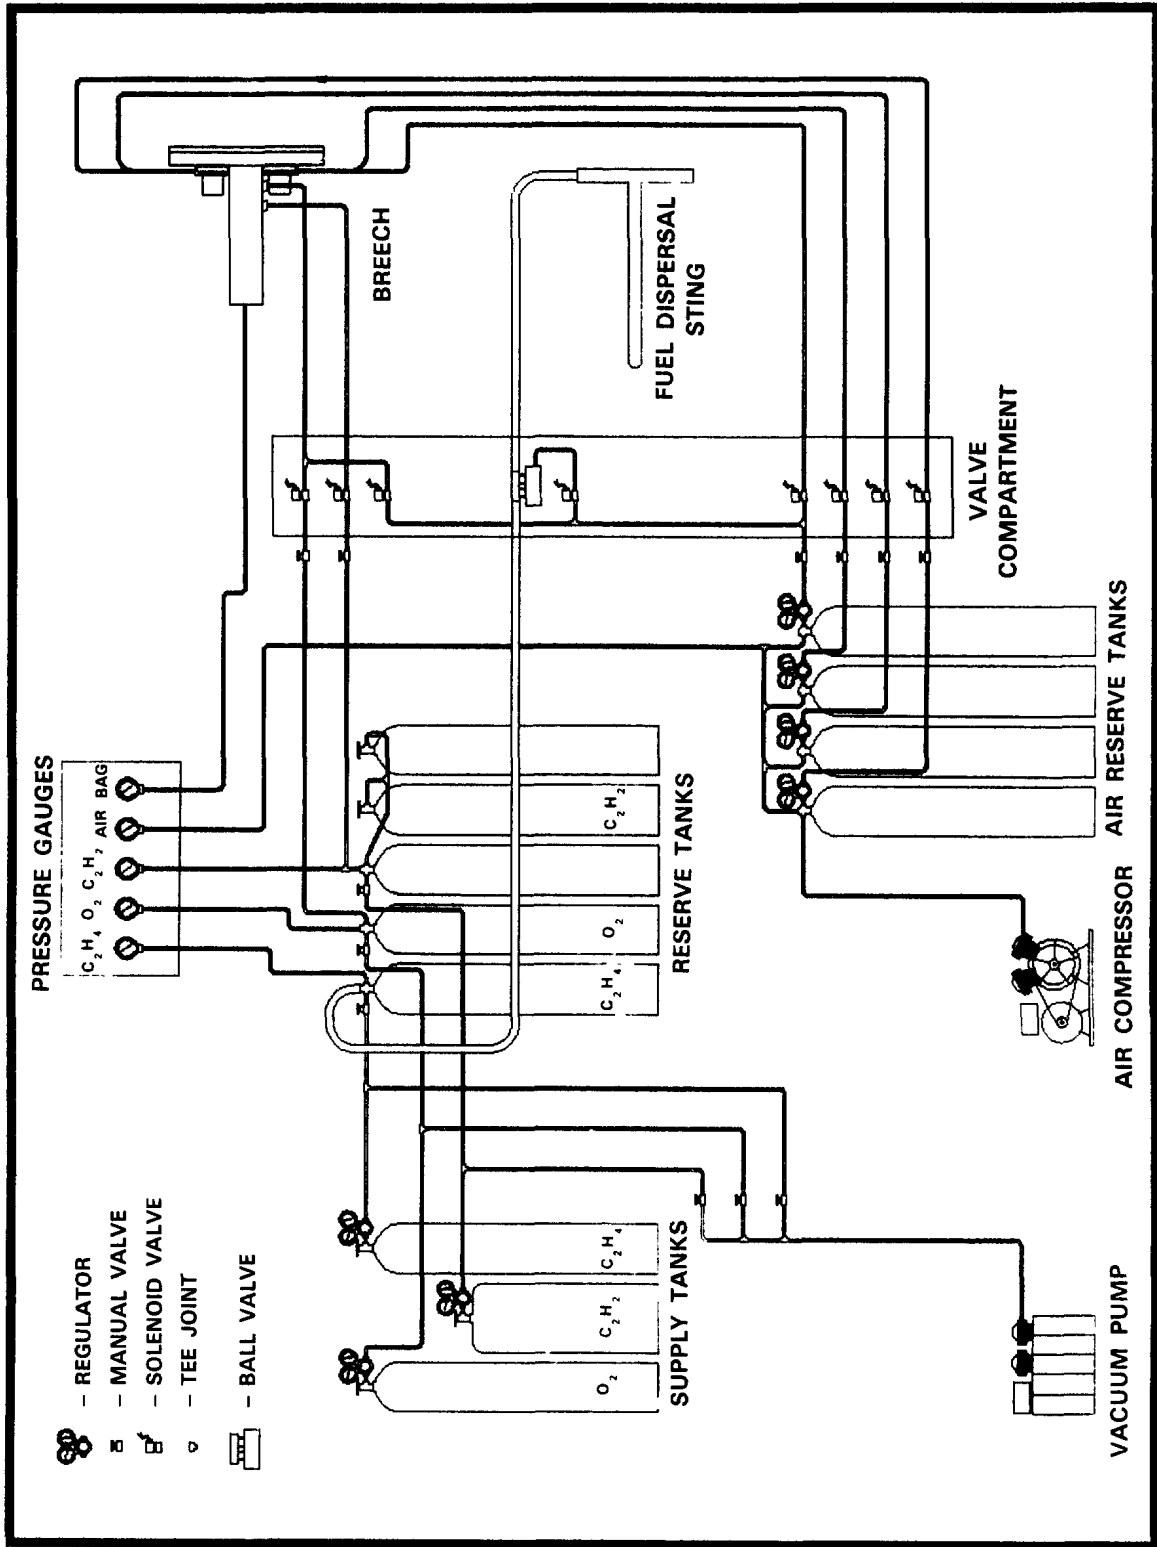 - REGULATOR
- MANUAL VALVE
- SOLENOID VALVE
- TEE JOINT
- BALL VALVE
PRESSURE GAUGES
C₂H₄ O₂ C₂H₂ AIR BAG
BREECH
FUEL DISPERSAL
STING
O₂ C₂H₂ C₂H₄
SUPPLY TANKS
C₂H₄ O₂ C₂H₂
RESERVE TANKS
VALVE
COMPARTMENT
VACUUM PUMP
AIR COMPRESSOR
AIR RESERVE TANKS